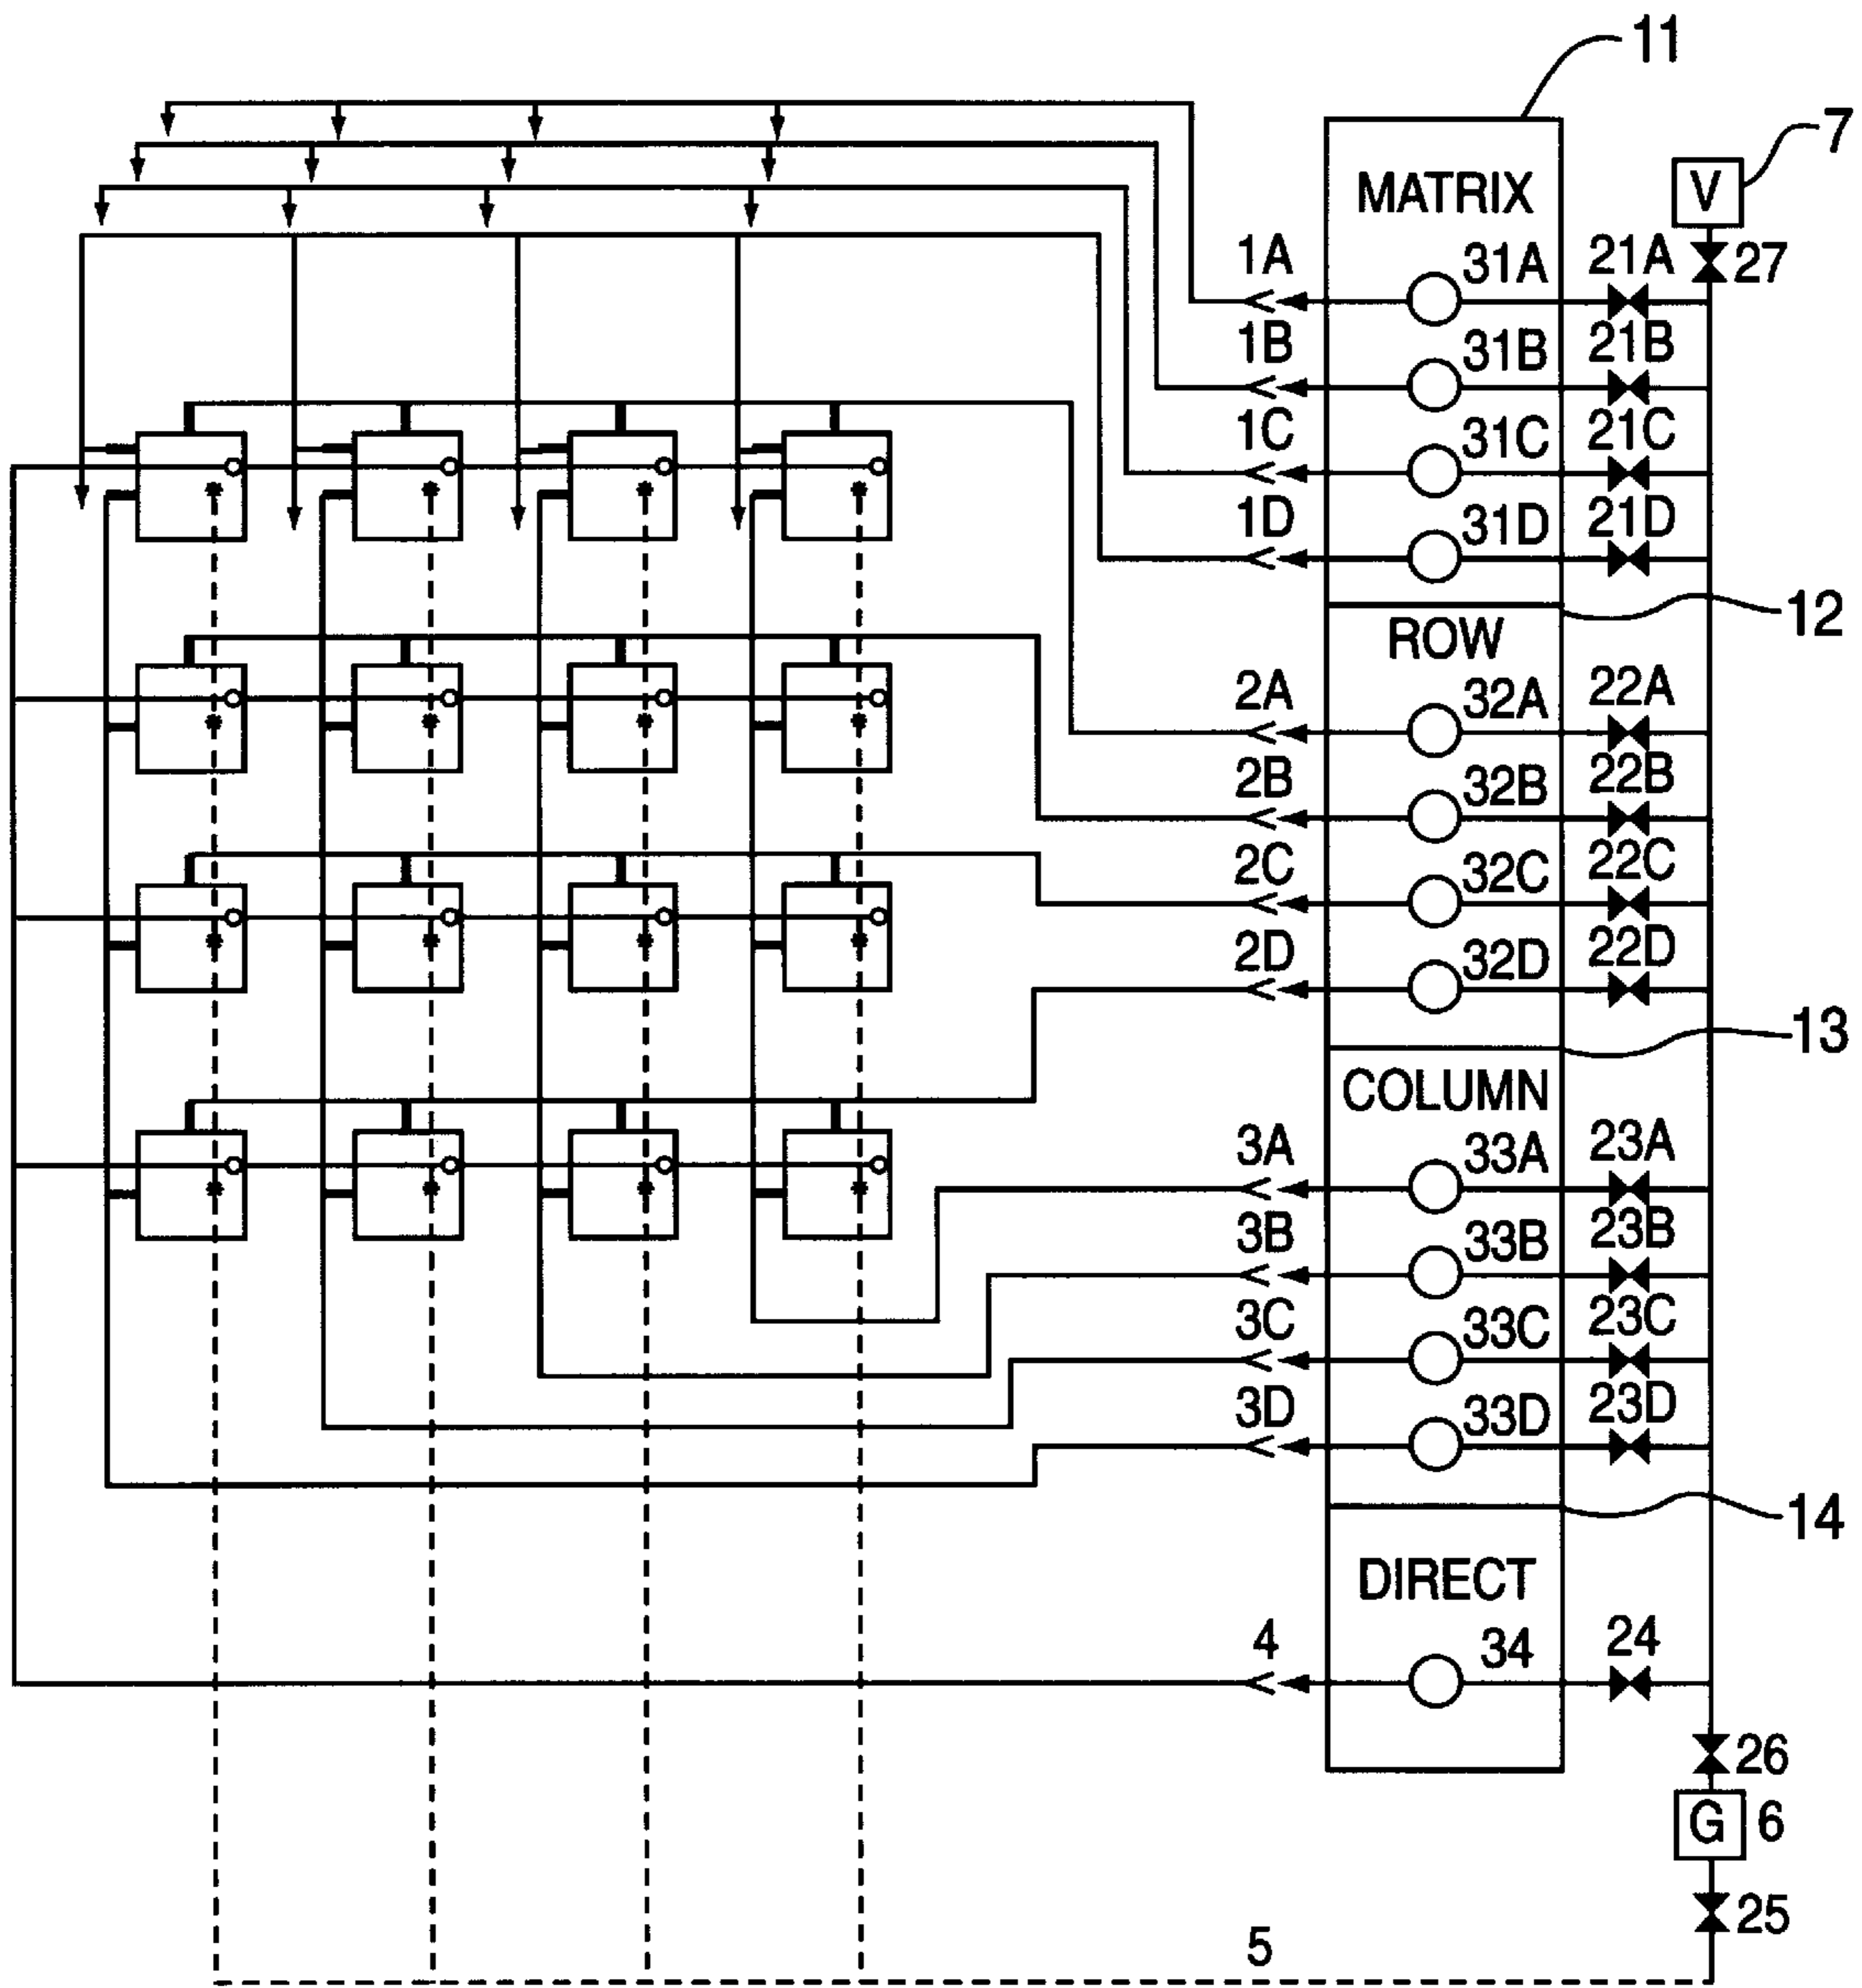 11
7
MATRIX
V
27
1A 31A 21A
1B 31B 21B
1C 31C 21C
1D 31D 21D
12
ROW
2A 32A 22A
2B 32B 22B
2C 32C 22C
2D 32D 22D
13
COLUMN
3A 33A 23A
3B 33B 23B
3C 33C 23C
3D 33D 23D
14
DIRECT
4 34 24
26
G 6
25
5